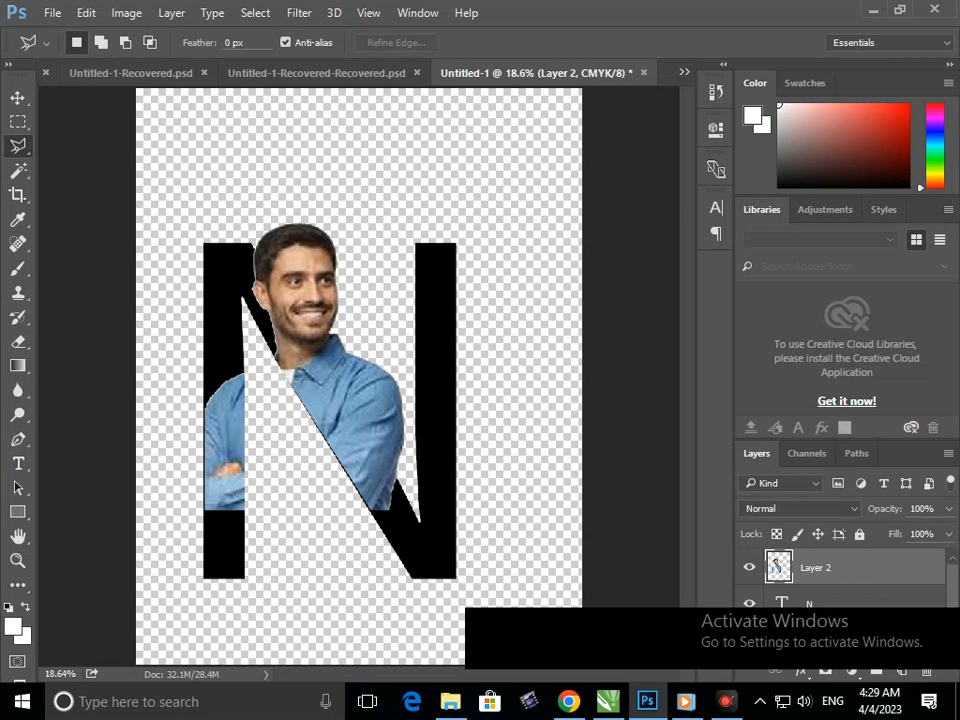 Ps File Edit Image Layer Type Select Filter 3D View Window Help
Feather: 0 px Anti-alias Refine Edge... Essentials
Untitled-1-Recovered.psd × Untitled-1-Recovered-Recovered.psd × Untitled-1 @ 18.6% (Layer 2, CMYK/8) * ×
Color Swatches
Libraries Adjustments Styles
Search Adobe Stock
To use Creative Cloud Libraries,
please install the Creative Cloud
Application
Get it now!
Layers Channels Paths
Kind
Normal Opacity: 100%
Lock: Fill: 100%
Layer 2
T N
N
Activate Windows
Go to Settings to activate Windows.
18.64% Doc: 32.1M/28.4M
Type here to search
ENG
4:29 AM
4/4/2023